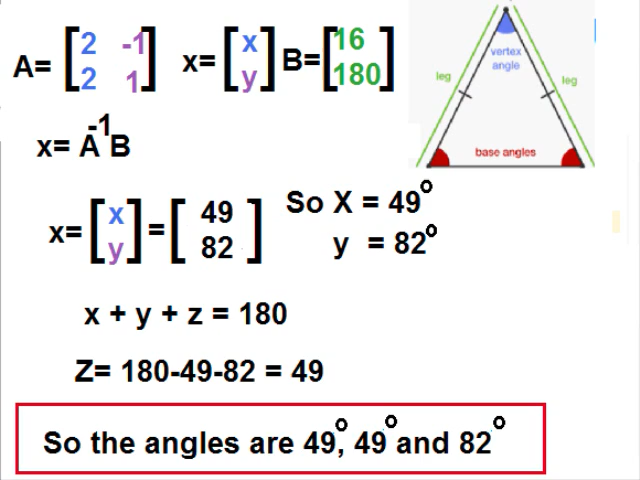 A= [2 -1
2 1] x= [x
y] B= [16
180]
vertex
angle
leg
leg
base angles
x= A⁻¹B
x= [x
y] = [49
82]
So X = 49°
y = 82°
x + y + z = 180
Z= 180-49-82 = 49
So the angles are 49°, 49° and 82°